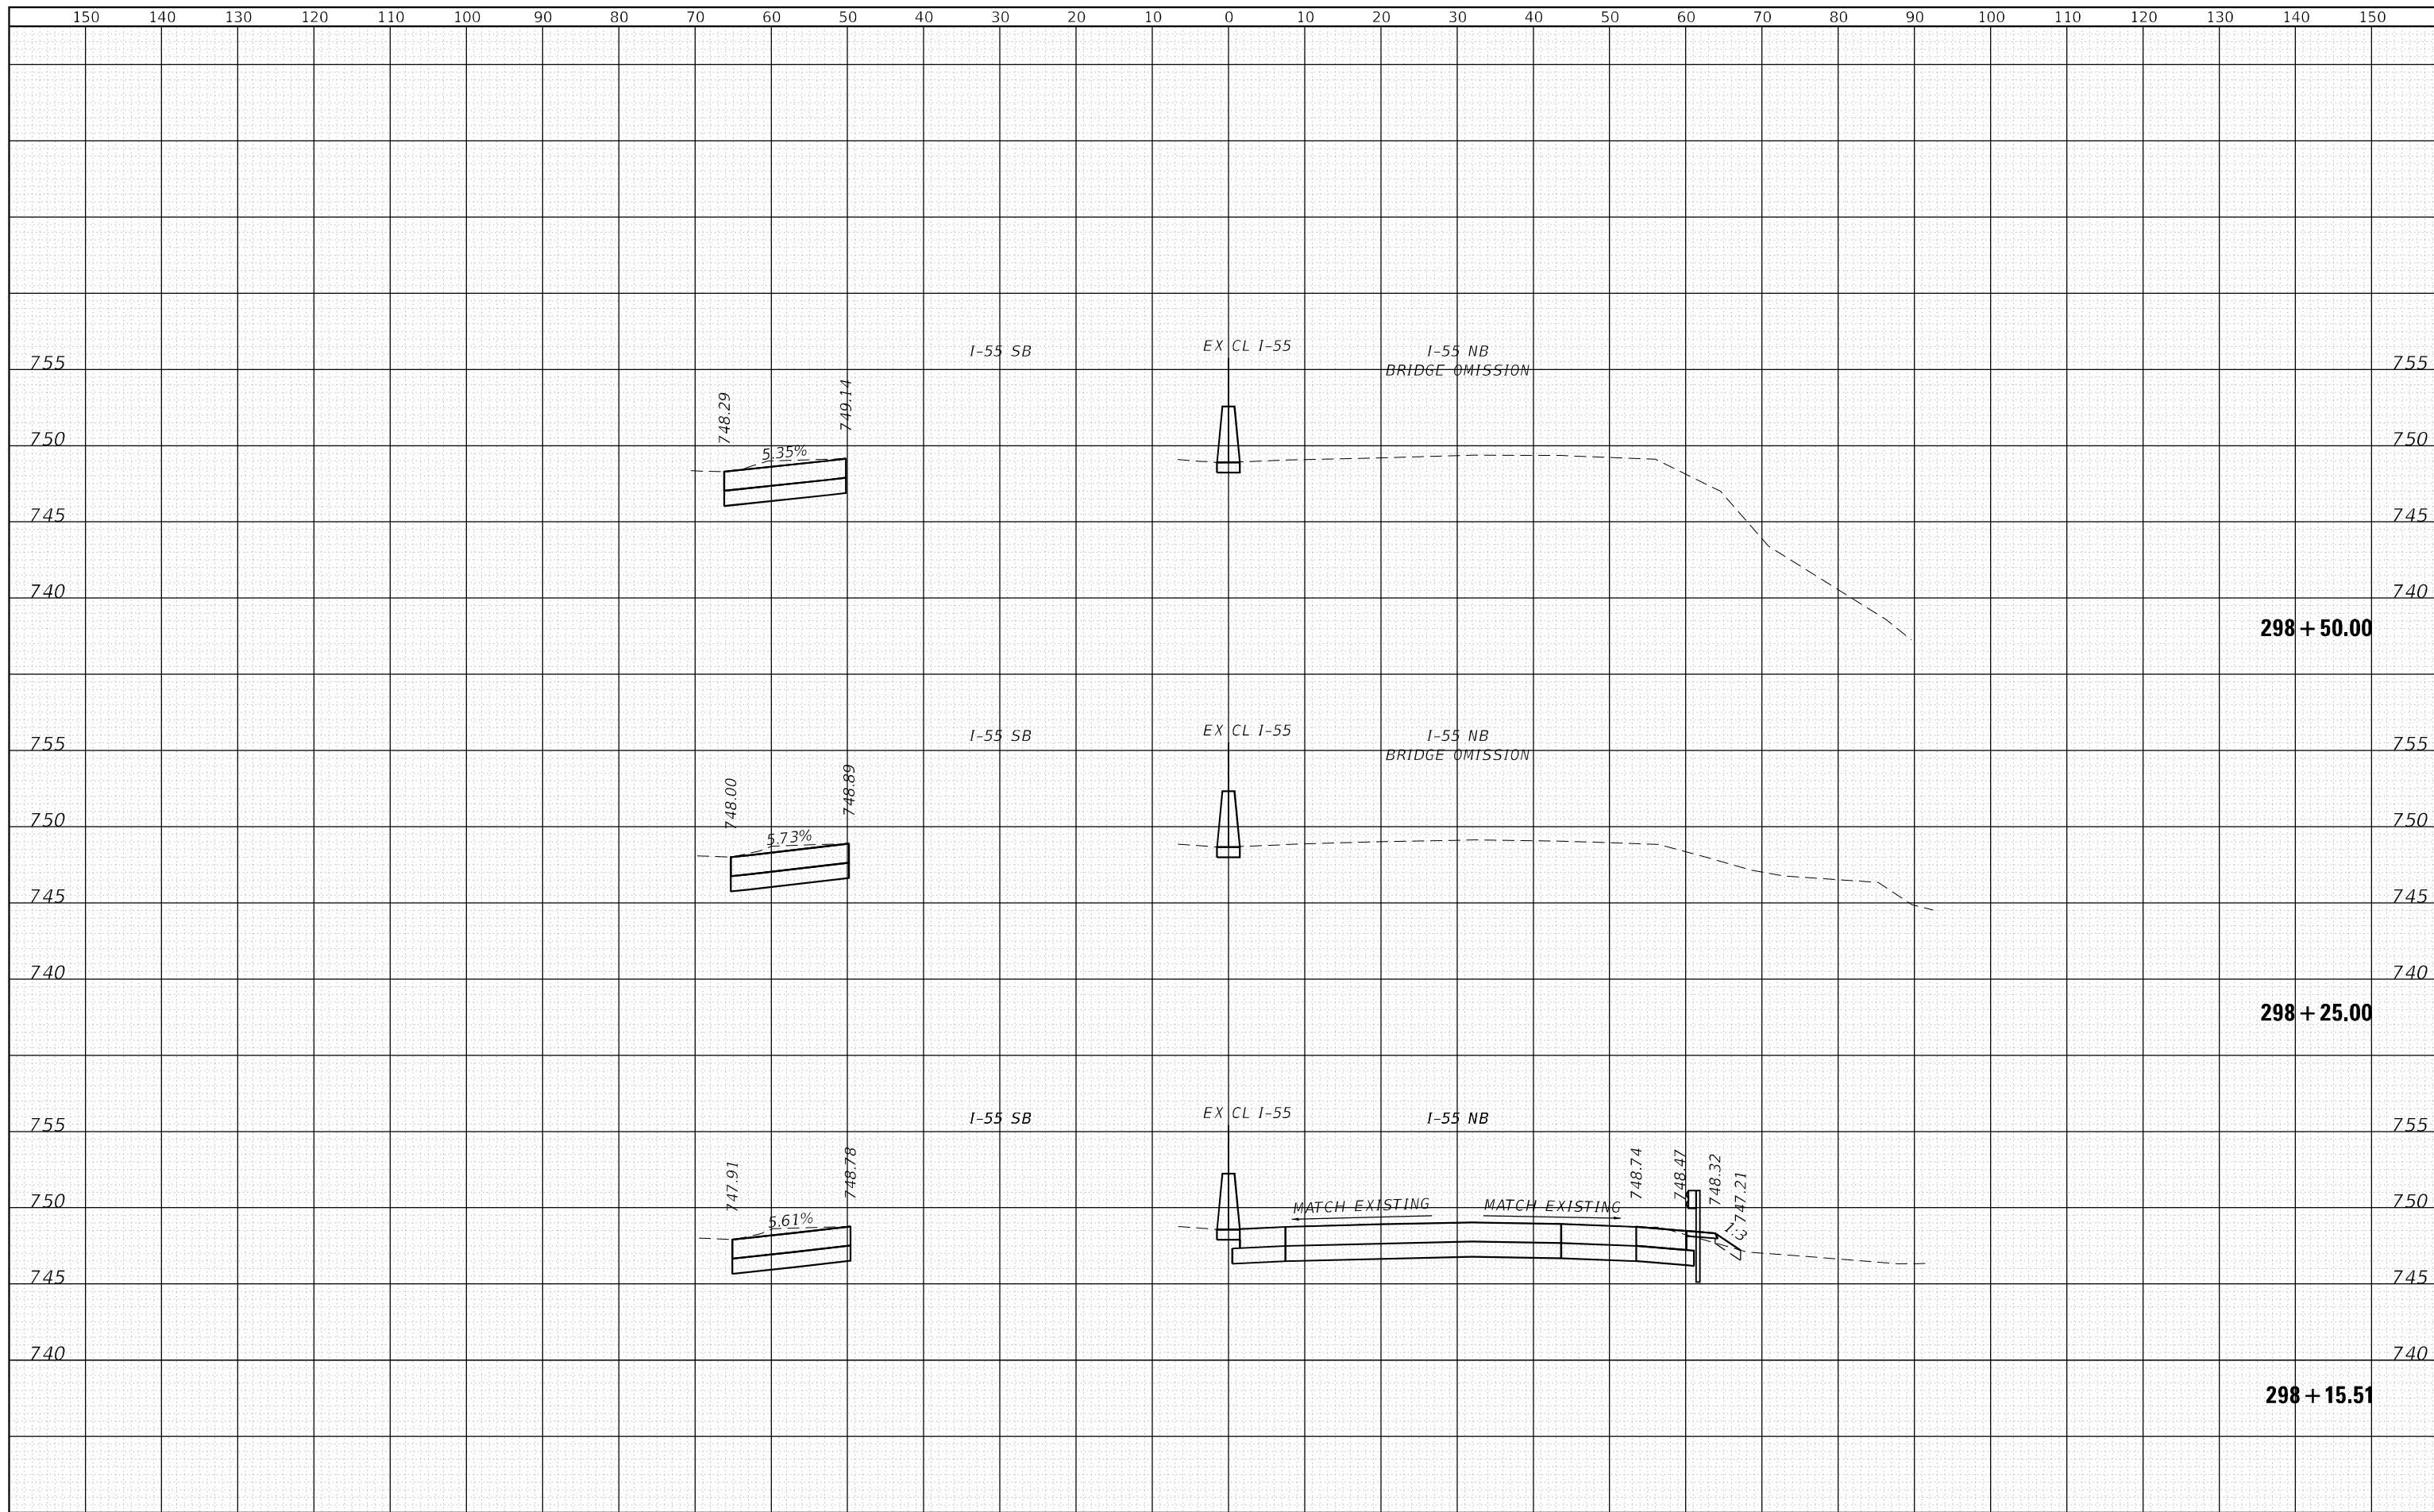 150 140 130 120 110 100 90 80 70 60 50 40 30 20 10 0 10 20 30 40 50 60 70 80 90 100 110 120 130 140 150
I-55 SB EX CL I-55 I-55 NB
BRIDGE OMISSION
755 755
748.29 749.14
750 750
5.35%
745 745
740 740
298+50.00
I-55 SB EX CL I-55 I-55 NB
BRIDGE OMISSION
755 755
748.00 748.89
750 750
5.73%
745 745
740 740
298+25.00
I-55 SB EX CL I-55 I-55 NB
755 755
747.91 748.78 748.74 748.47 748.32 747.21
750 MATCH EXISTING MATCH EXISTING 750
5.61% 1:3
745 745
740 740
298+15.51